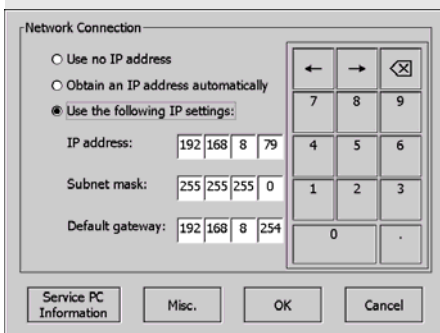 Network Connection
Use no IP address
Obtain an IP address automatically
Use the following IP settings:
IP address: 192 168 8 79
Subnet mask: 255 255 255 0
Default gateway: 192 168 8 254
← → ⌫
7 8 9
4 5 6
1 2 3
0 .
Service PC
Information
Misc.
OK
Cancel